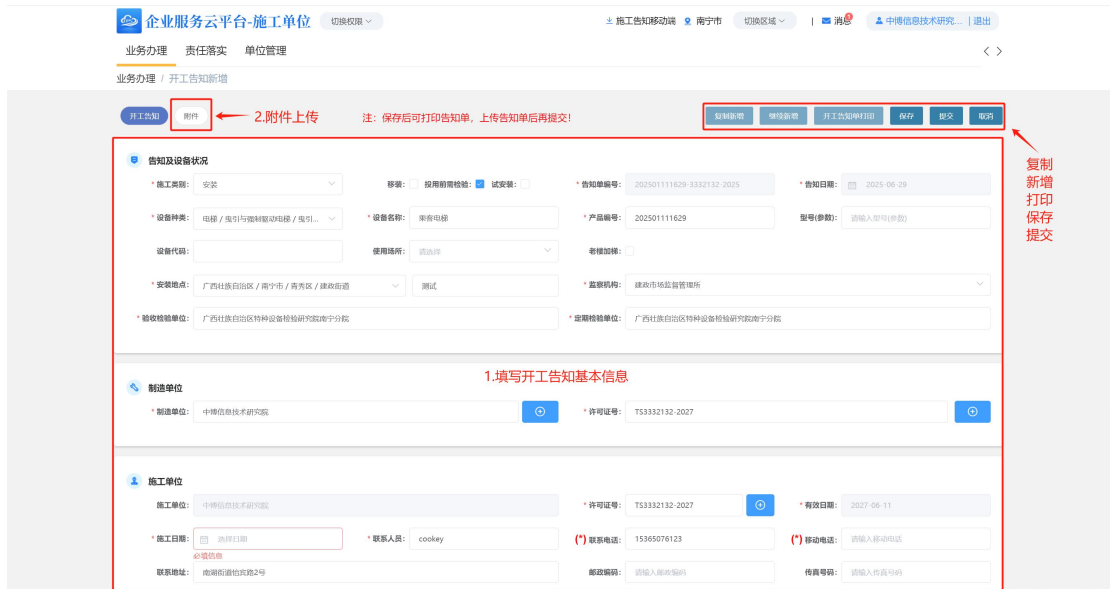 企业服务云平台-施工单位 切换权限 施工告知移动端 南宁市 切换区域 | 消息 中博信息技术研究... | 退出
业务办理 责任落实 单位管理
业务办理 / 开工告知新增
开工告知 附件 2.附件上传 注：保存后可打印告知单，上传告知单后再提交！ 复制新增 继续新增 开工告知单打印 保存 提交 取消
复制
新增
打印
保存
提交
告知及设备状况
* 施工类别: 安装 移装: 投用前需检验: 试安装: * 告知单编号: 202501111629-3332132-2025 * 告知日期: 2025-06-29
* 设备种类: 电梯 / 曳引与强制驱动电梯 / 曳引... * 设备名称: 乘客电梯 * 产品编号: 202501111629 型号(参数): 请输入型号(参数)
设备代码: 使用场所: 请选择 老楼加梯:
* 安装地点: 广西壮族自治区 / 南宁市 / 青秀区 / 建政街道 测试 * 监察机构: 建政市场监督管理所
* 验收检验单位: 广西壮族自治区特种设备检验研究院南宁分院 * 定期检验单位: 广西壮族自治区特种设备检验研究院南宁分院
1.填写开工告知基本信息
制造单位
* 制造单位: 中博信息技术研究院 * 许可证号: TS3332132-2027
施工单位
施工单位: 中博信息技术研究院 * 许可证号: TS3332132-2027 * 有效日期: 2027-06-11
* 施工日期: 选择日期 * 联系人员: cookey (*) 联系电话: 15365076123 (*) 移动电话: 请输入移动电话
必填信息
联系地址: 南湖街道怡宾路2号 邮政编码: 请输入邮政编码 传真号码: 请输入传真号码